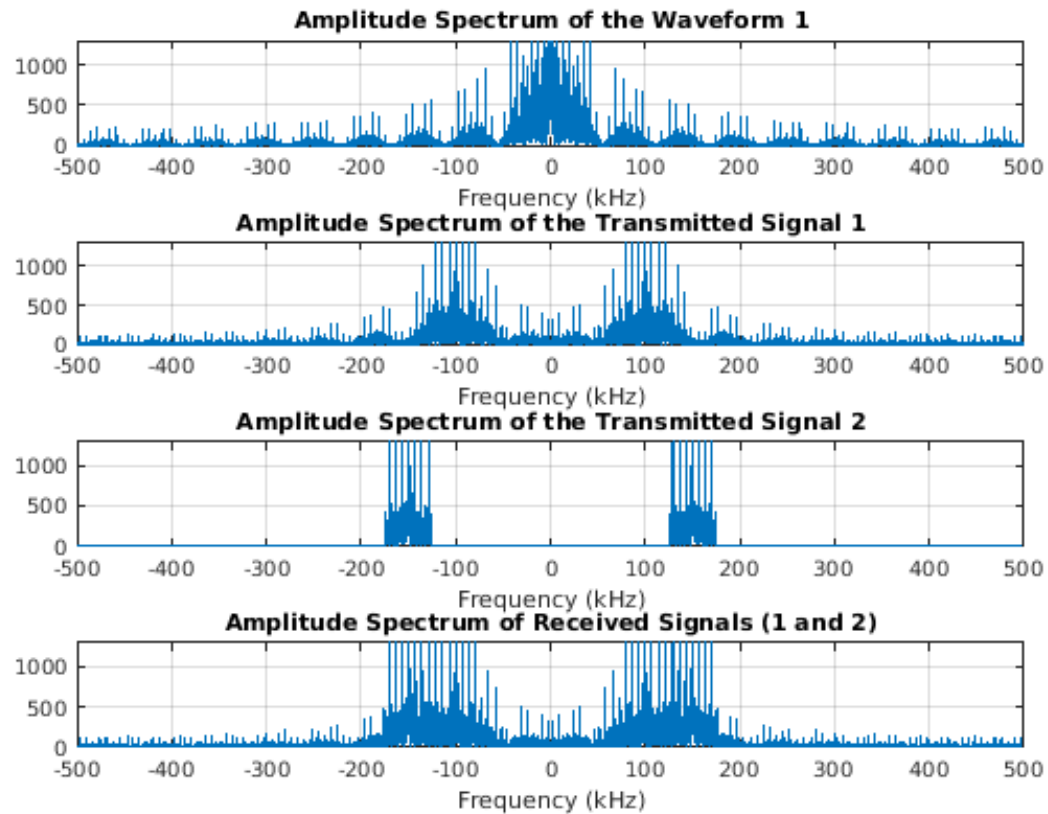 Amplitude Spectrum of the Waveform 1
1000
500
0
-500 -400 -300 -200 -100 0 100 200 300 400 500
Frequency (kHz)
Amplitude Spectrum of the Transmitted Signal 1
1000
500
0
-500 -400 -300 -200 -100 0 100 200 300 400 500
Frequency (kHz)
Amplitude Spectrum of the Transmitted Signal 2
1000
500
0
-500 -400 -300 -200 -100 0 100 200 300 400 500
Frequency (kHz)
Amplitude Spectrum of Received Signals (1 and 2)
1000
500
0
-500 -400 -300 -200 -100 0 100 200 300 400 500
Frequency (kHz)